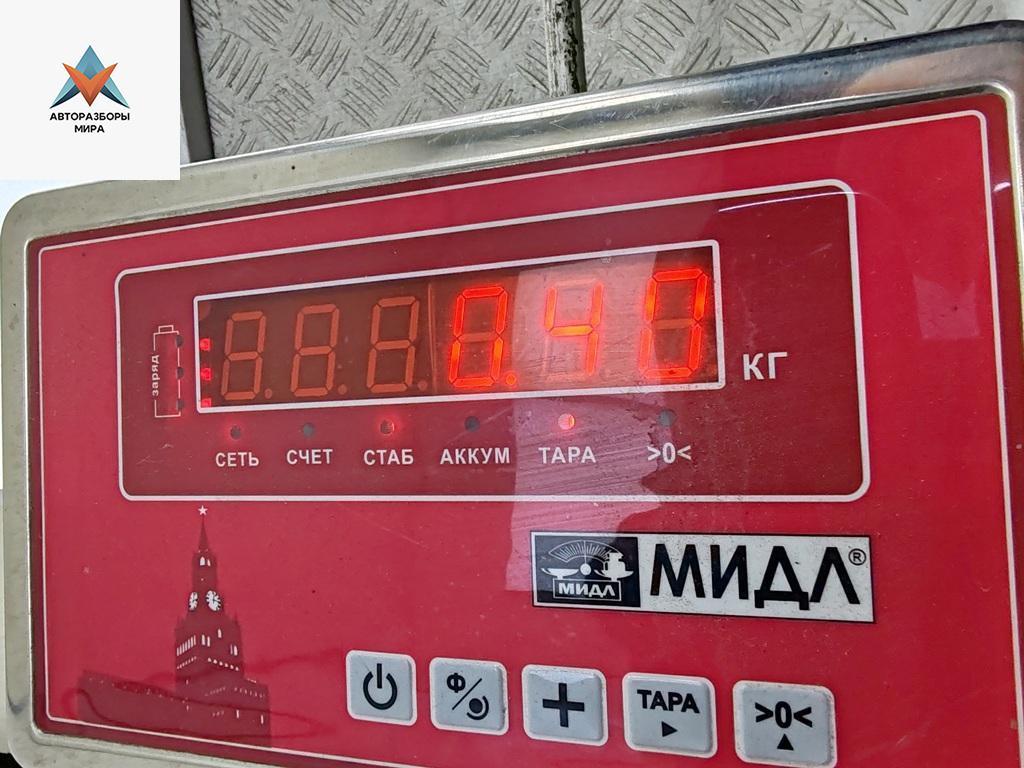 АВТОРАЗБОРЫ
МИРА
заряд
0.40
КГ
СЕТЬ СЧЕТ СТАБ АККУМ ТАРА >0<
МИДЛ
МИДЛ®
Ф/
ТАРА
>0<